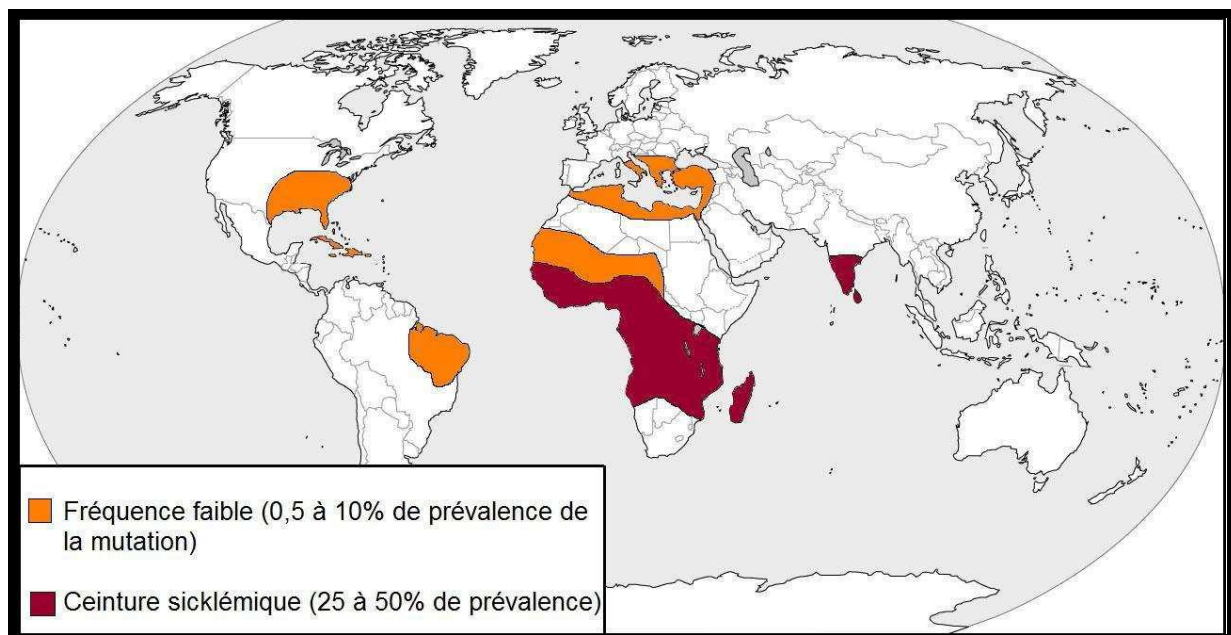 Fréquence faible (0,5 à 10% de prévalence de
la mutation)
Ceinture sicklémique (25 à 50% de prévalence)